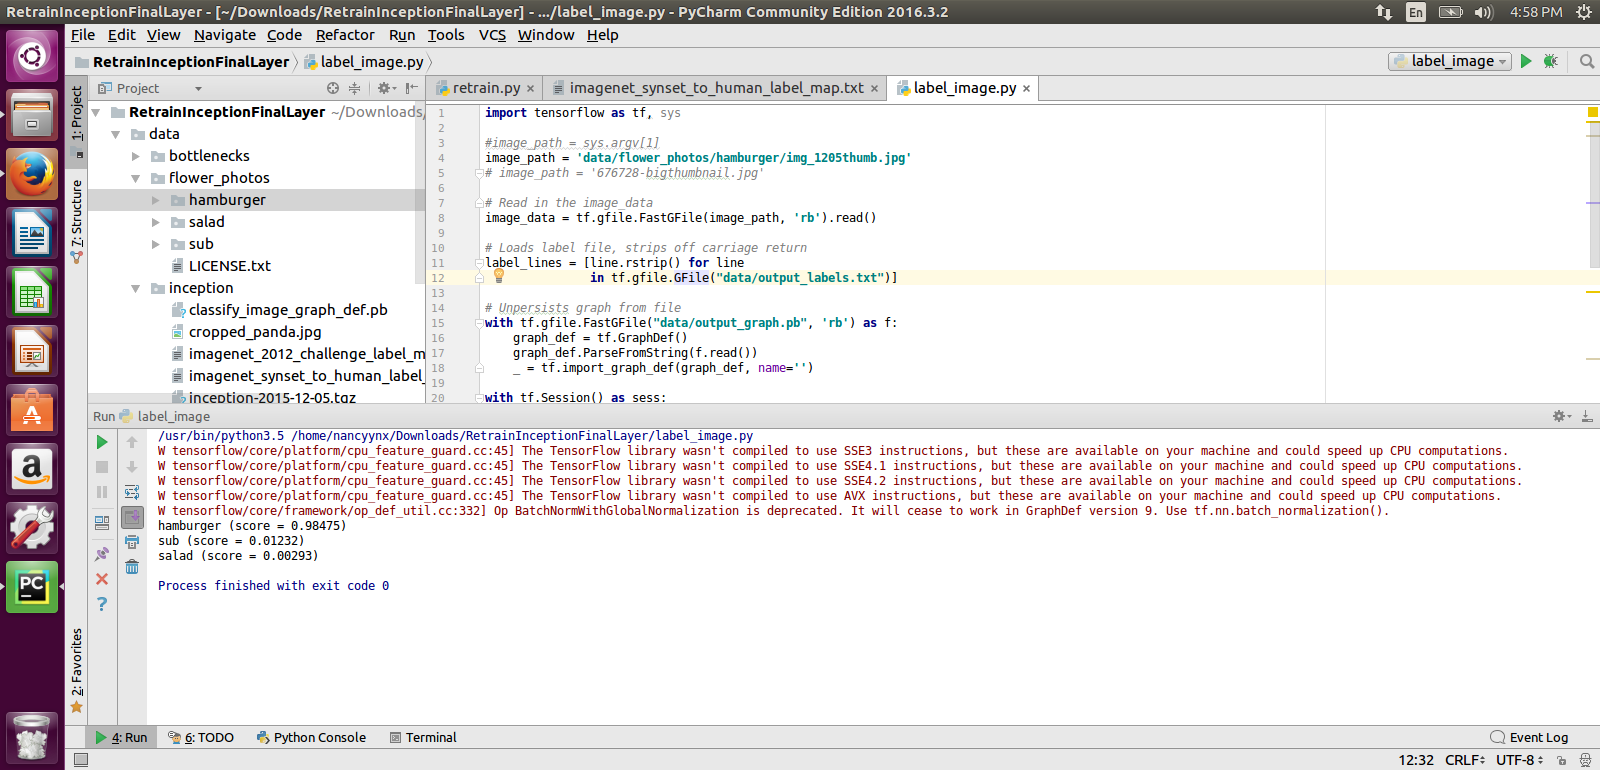 RetrainInceptionFinalLayer - [~/Downloads/RetrainInceptionFinalLayer] - .../label_image.py - PyCharm Community Edition 2016.3.2
En
4:58 PM
File Edit View Navigate Code Refactor Run Tools VCS Window Help
RetrainInceptionFinalLayer
label_image.py
label_image
Project
retrain.py
imagenet_synset_to_human_label_map.txt
label_image.py
1: Project
7: Structure
2: Favorites
RetrainInceptionFinalLayer ~/Downloads/
data
bottlenecks
flower_photos
hamburger
salad
sub
LICENSE.txt
inception
classify_image_graph_def.pb
cropped_panda.jpg
imagenet_2012_challenge_label_m
imagenet_synset_to_human_label_
inception-2015-12-05.tgz
1 import tensorflow as tf, sys
2
3 #image_path = sys.argv[1]
4 image_path = 'data/flower_photos/hamburger/img_1205thumb.jpg'
5 # image_path = '676728-bigthumbnail.jpg'
6
7 # Read in the image_data
8 image_data = tf.gfile.FastGFile(image_path, 'rb').read()
9
10 # Loads label file, strips off carriage return
11 label_lines = [line.rstrip() for line
12 in tf.gfile.GFile("data/output_labels.txt")]
13
14 # Unpersists graph from file
15 with tf.gfile.FastGFile("data/output_graph.pb", 'rb') as f:
16 graph_def = tf.GraphDef()
17 graph_def.ParseFromString(f.read())
18 _ = tf.import_graph_def(graph_def, name='')
19
20 with tf.Session() as sess:
Run label_image
/usr/bin/python3.5 /home/nancyynx/Downloads/RetrainInceptionFinalLayer/label_image.py
W tensorflow/core/platform/cpu_feature_guard.cc:45] The TensorFlow library wasn't compiled to use SSE3 instructions, but these are available on your machine and could speed up CPU computations.
W tensorflow/core/platform/cpu_feature_guard.cc:45] The TensorFlow library wasn't compiled to use SSE4.1 instructions, but these are available on your machine and could speed up CPU computations.
W tensorflow/core/platform/cpu_feature_guard.cc:45] The TensorFlow library wasn't compiled to use SSE4.2 instructions, but these are available on your machine and could speed up CPU computations.
W tensorflow/core/platform/cpu_feature_guard.cc:45] The TensorFlow library wasn't compiled to use AVX instructions, but these are available on your machine and could speed up CPU computations.
W tensorflow/core/framework/op_def_util.cc:332] Op BatchNormWithGlobalNormalization is deprecated. It will cease to work in GraphDef version 9. Use tf.nn.batch_normalization().
hamburger (score = 0.98475)
sub (score = 0.01232)
salad (score = 0.00293)
Process finished with exit code 0
PC
4: Run
6: TODO
Python Console
Terminal
Event Log
12:32 CRLF UTF-8